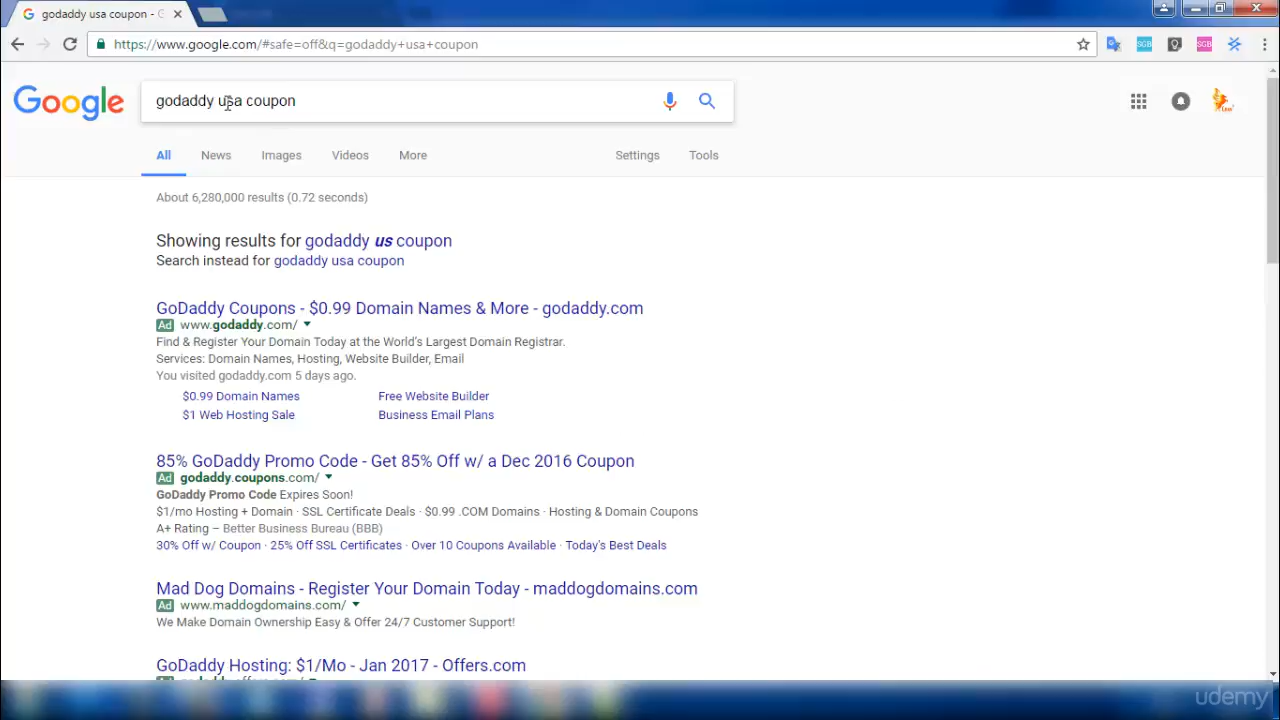 godaddy usa coupon - G
https://www.google.com/#safe=off&q=godaddy+usa+coupon
SGB
SGB
Google
godaddy usa coupon
All News Images Videos More Settings Tools
About 6,280,000 results (0.72 seconds)
Showing results for godaddy us coupon
Search instead for godaddy usa coupon
GoDaddy Coupons - $0.99 Domain Names & More - godaddy.com
Ad www.godaddy.com/
Find & Register Your Domain Today at the World's Largest Domain Registrar.
Services: Domain Names, Hosting, Website Builder, Email
You visited godaddy.com 5 days ago.
$0.99 Domain Names Free Website Builder
$1 Web Hosting Sale Business Email Plans
85% GoDaddy Promo Code - Get 85% Off w/ a Dec 2016 Coupon
Ad godaddy.coupons.com/
GoDaddy Promo Code Expires Soon!
$1/mo Hosting + Domain · SSL Certificate Deals · $0.99 .COM Domains · Hosting & Domain Coupons
A+ Rating – Better Business Bureau (BBB)
30% Off w/ Coupon · 25% Off SSL Certificates · Over 10 Coupons Available · Today's Best Deals
Mad Dog Domains - Register Your Domain Today - maddogdomains.com
Ad www.maddogdomains.com/
We Make Domain Ownership Easy & Offer 24/7 Customer Support!
GoDaddy Hosting: $1/Mo - Jan 2017 - Offers.com
udemy